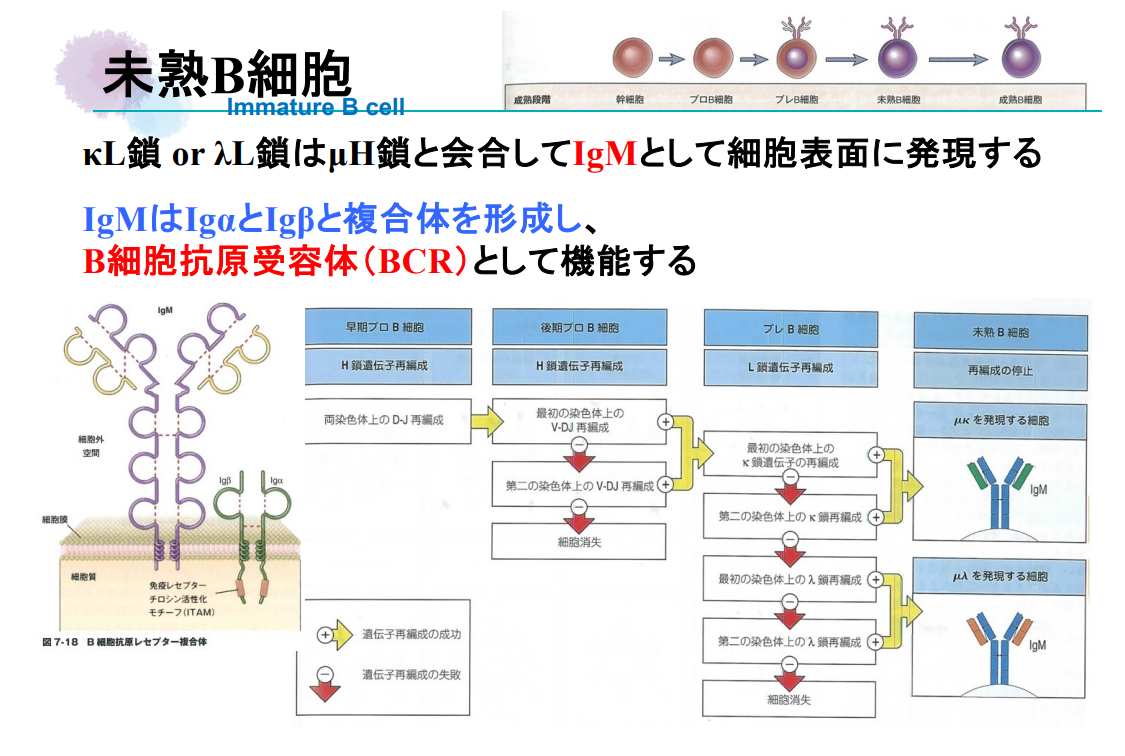 未熟B細胞
Immature B cell
成熟段階
幹細胞
プロB細胞
プレB細胞
未熟B細胞
成熟B細胞
κL鎖 or λL鎖はμH鎖と会合してIgMとして細胞表面に発現する
IgMはIgαとIgβと複合体を形成し、
B細胞抗原受容体（BCR）として機能する
IgM
細胞外
空間
Igβ
Igα
細胞膜
細胞質
免疫レセプター
チロシン活性化
モチーフ(ITAM)
図 7-18 B 細胞抗原レセプター複合体
早期プロ B 細胞
H 鎖遺伝子再編成
両染色体上の D-J 再編成
後期プロ B 細胞
H 鎖遺伝子再編成
最初の染色体上の
V-DJ 再編成
+
−
第二の染色体上の V-DJ 再編成
+
−
細胞消失
プレ B 細胞
L 鎖遺伝子再編成
最初の染色体上の
κ 鎖遺伝子の再編成
+
−
第二の染色体上の κ 鎖再編成
+
−
最初の染色体上の λ 鎖再編成
+
−
第二の染色体上の λ 鎖再編成
+
−
細胞消失
未熟 B 細胞
再編成の停止
μκ を発現する細胞
IgM
μλ を発現する細胞
IgM
+
遺伝子再編成の成功
−
遺伝子再編成の失敗